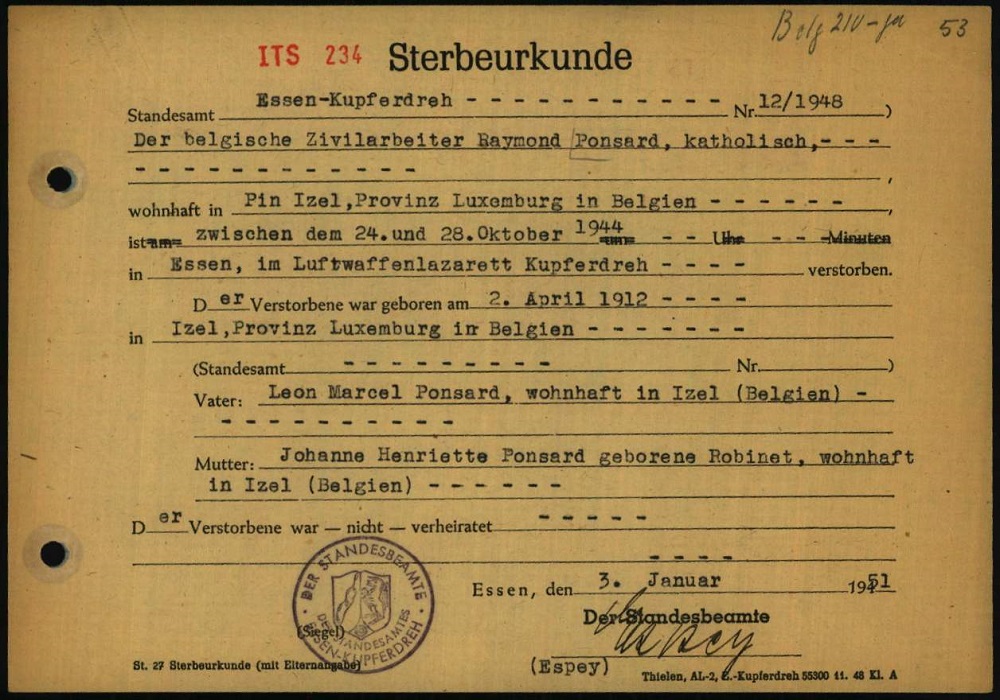 Belg 210-ja 53
ITS 234 Sterbeurkunde
Standesamt Essen-Kupferdreh - - - - - - - - - - - Nr. 12/1948 )
Der belgische Zivilarbeiter Raymond Ponsard, katholisch,- - -
- - - - - - - - - - - - ,
wohnhaft in Pin Izel,Provinz Luxemburg in Belgien - - - - - - ,
ist am zwischen dem 24.und 28.Oktober 1944 um - - Uhr - - Minuten
in Essen, im Luftwaffenlazarett Kupferdreh - - - - verstorben.
Der Verstorbene war geboren am 2. April 1912 - - - -
in Izel,Provinz Luxemburg in Belgien - - - - - - -
(Standesamt - - - - - - - - - Nr. )
Vater: Leon Marcel Ponsard, wohnhaft in Izel (Belgien) -
- - - - - - - - - -
Mutter: Johanne Henriette Ponsard geborene Robinet, wohnhaft
in Izel (Belgien) - - - - - -
Der Verstorbene war — nicht — verheiratet - - - - -
- - - -
Essen, den 3. Januar 1951
Der Standesbeamte
DER STANDESBEAMTE
DES STANDESAMTES
ESSEN-KUPFERDREH
(Siegel)
Espey
(Espey)
St. 27 Sterbeurkunde (mit Elternangabe)
Thielen, AL-2, E.-Kupferdreh 55300 11. 48 Kl. A